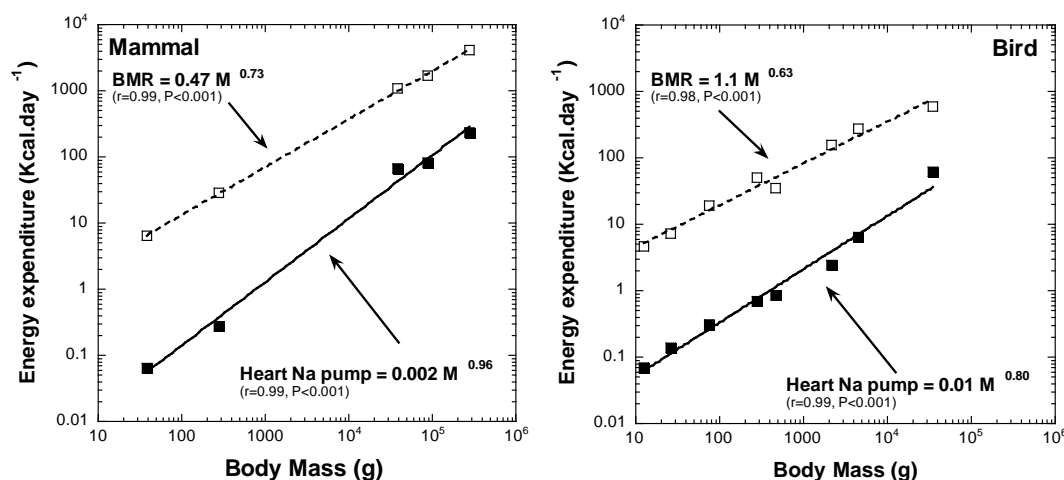 Mammal
BMR = 0.47 M 0.73
(r=0.99, P<0.001)
Heart Na pump = 0.002 M 0.96
(r=0.99, P<0.001)
Energy expenditure (Kcal.day -1)
10^4
1000
100
10
1
0.1
0.01
10 100 1000 10^4 10^5 10^6
Body Mass (g)
Bird
BMR = 1.1 M 0.63
(r=0.98, P<0.001)
Heart Na pump = 0.01 M 0.80
(r=0.99, P<0.001)
Energy expenditure (Kcal.day -1)
10^4
1000
100
10
1
0.1
0.01
10 100 1000 10^4 10^5 10^6
Body Mass (g)